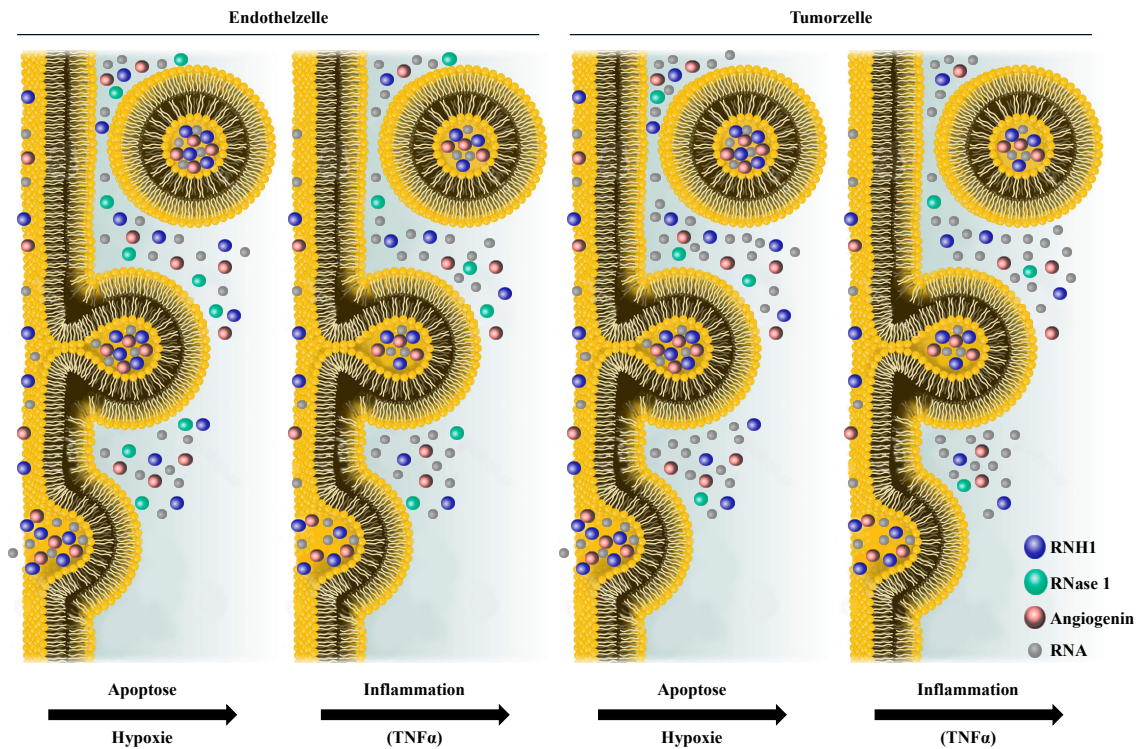 Endothelzelle
Tumorzelle
RNH1
RNase 1
Angiogenin
RNA
Apoptose
Inflammation
Apoptose
Inflammation
Hypoxie
(TNFα)
Hypoxie
(TNFα)